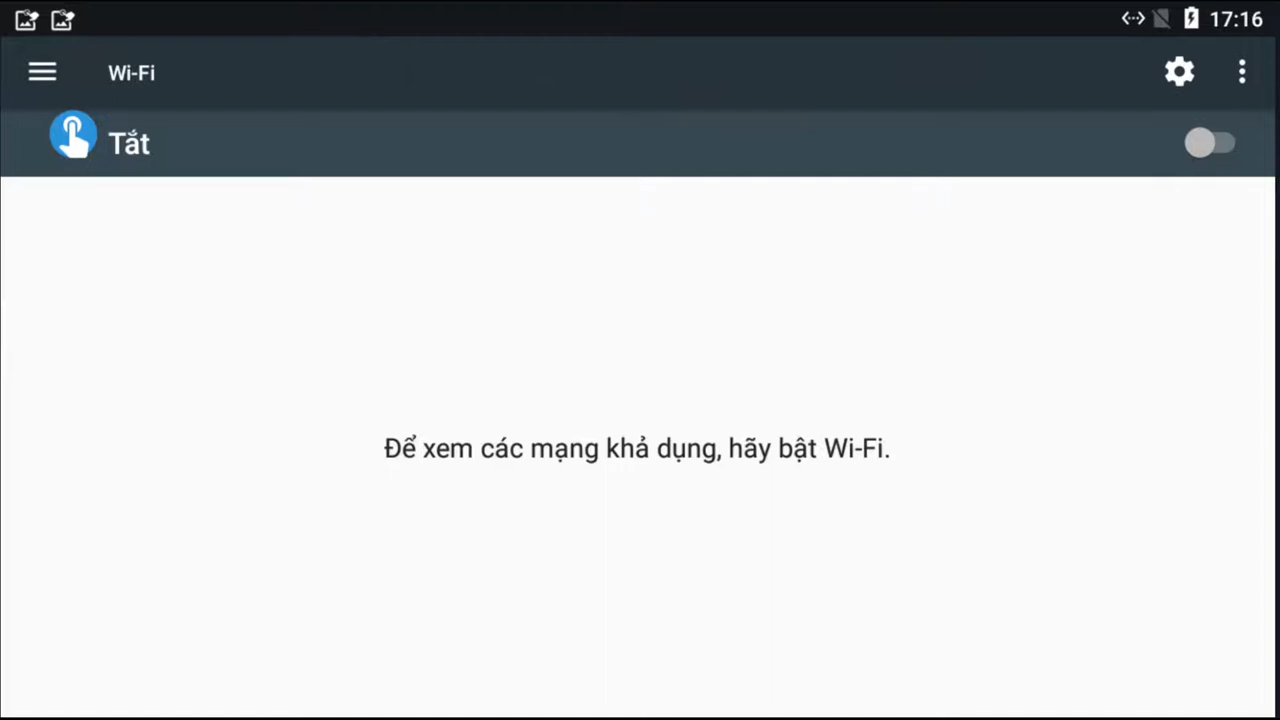 17:16
Wi-Fi
Tắt
Để xem các mạng khả dụng, hãy bật Wi-Fi.